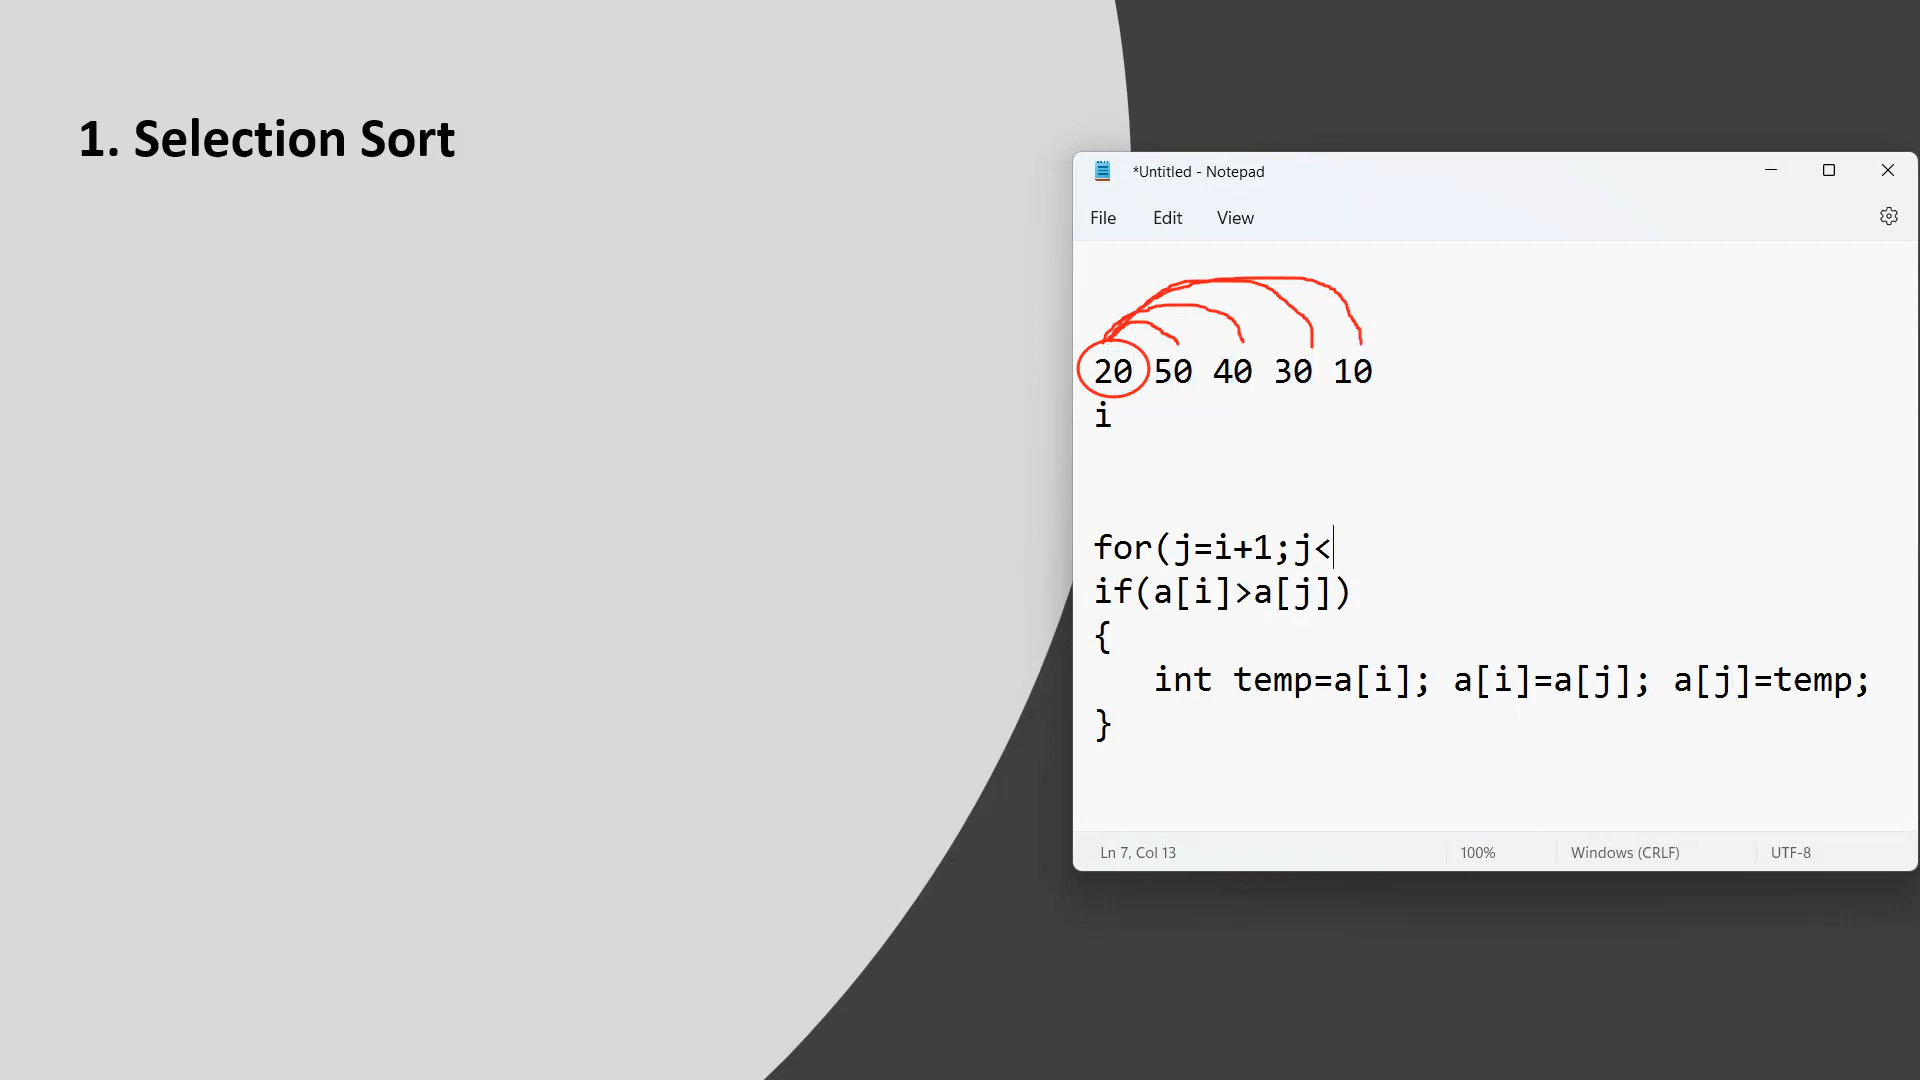 1. Selection Sort
*Untitled - Notepad
File Edit View
20 50 40 30 10
i
for(j=i+1;j<
if(a[i]>a[j])
{
int temp=a[i]; a[i]=a[j]; a[j]=temp;
}
Ln 7, Col 13 100% Windows (CRLF) UTF-8